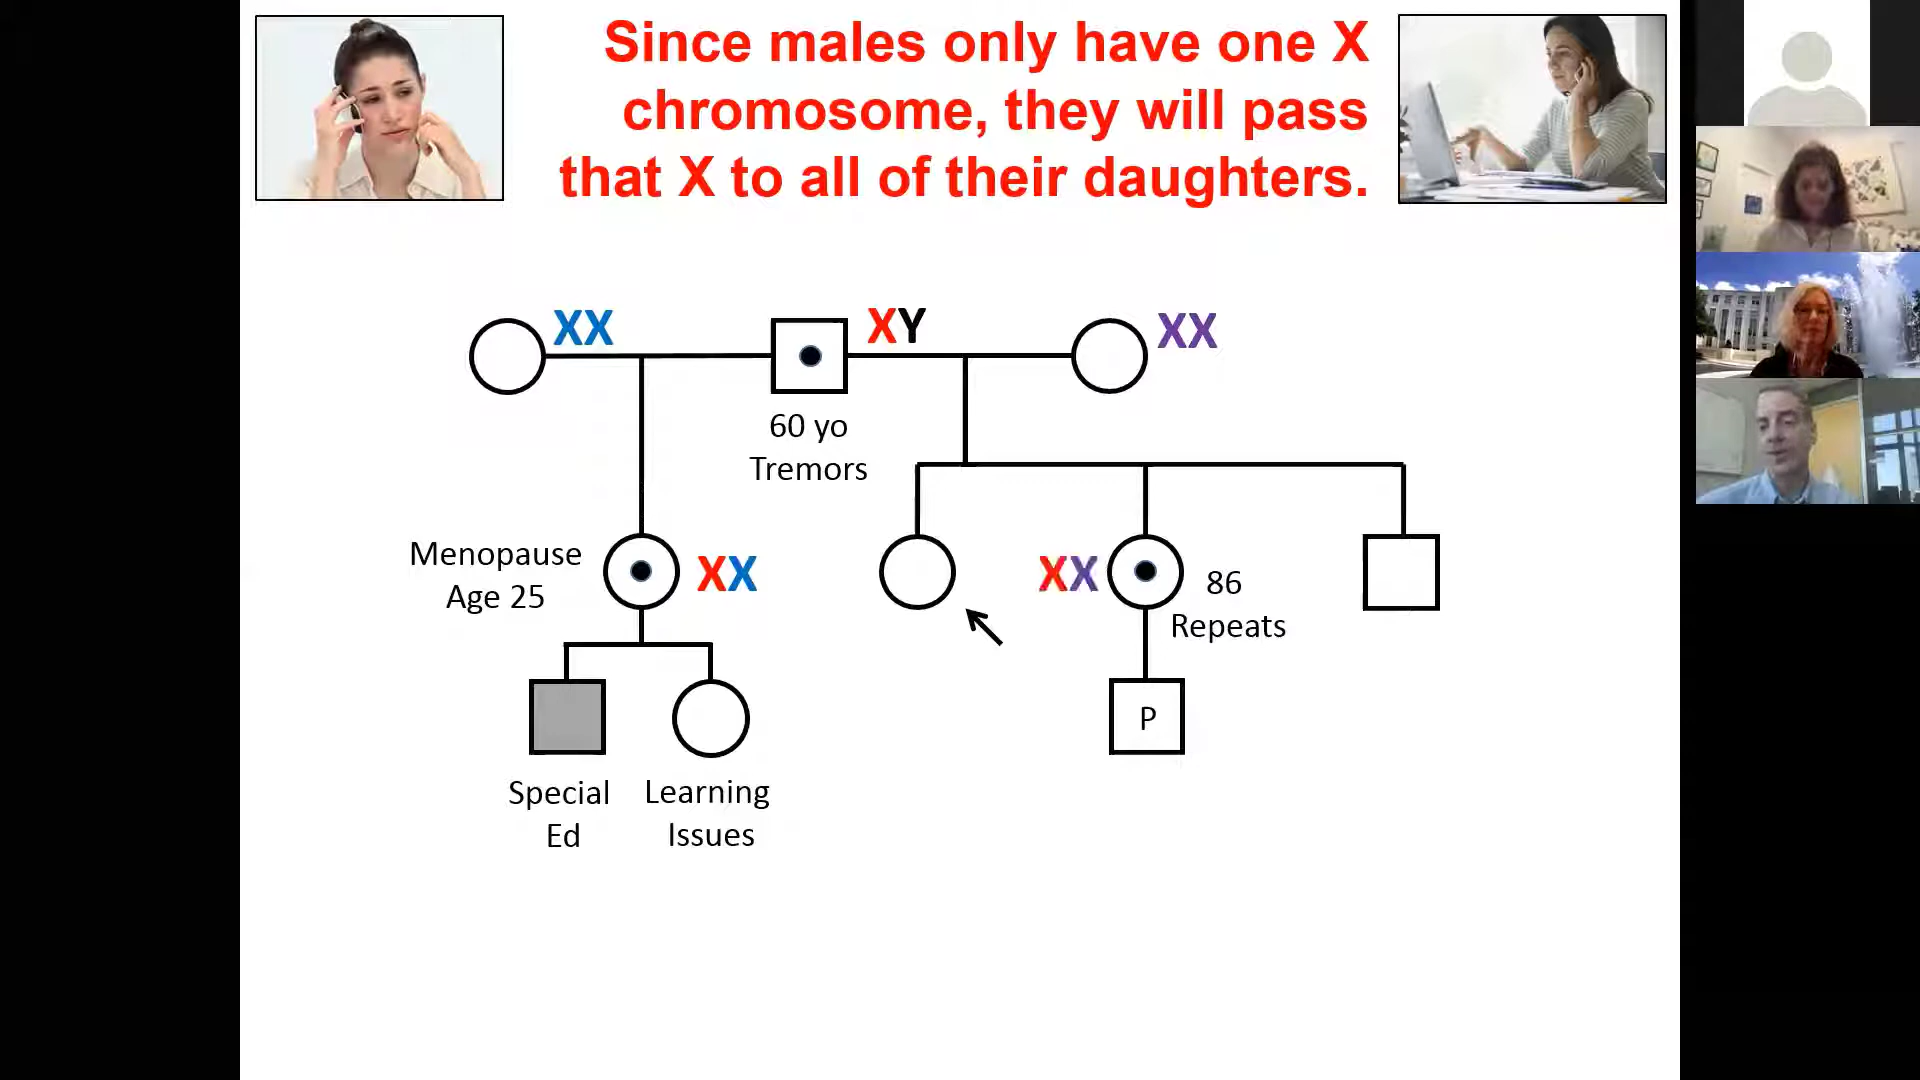 Since males only have one X
chromosome, they will pass
that X to all of their daughters.
XX
XY
XX
60 yo
Tremors
Menopause
Age 25
XX
XX
86
Repeats
P
Special
Ed
Learning
Issues